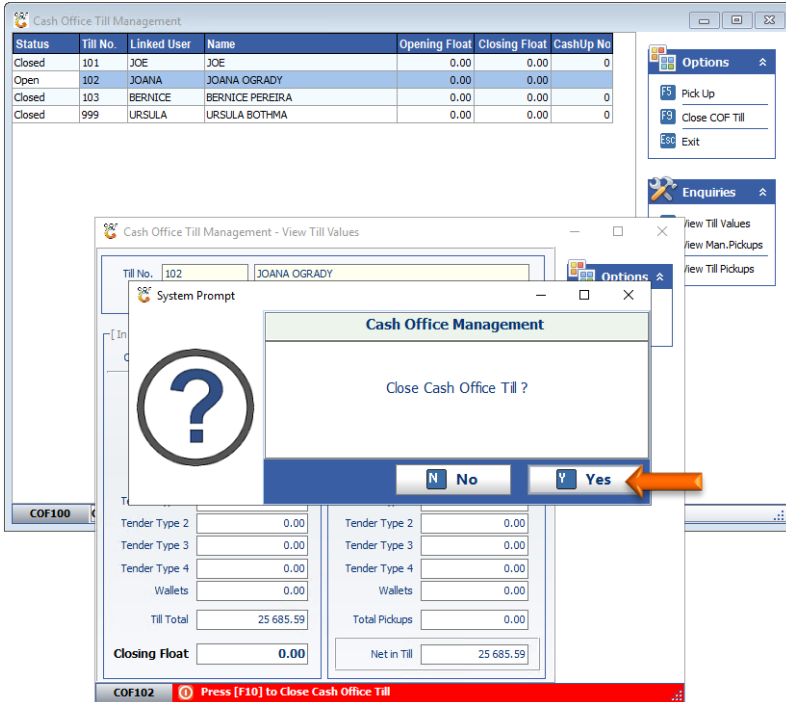 Cash Office Till Management
Status Till No. Linked User Name Opening Float Closing Float CashUp No
Closed 101 JOE JOE 0.00 0.00 0
Open 102 JOANA JOANA OGRADY 0.00 0.00
Closed 103 BERNICE BERNICE PEREIRA 0.00 0.00 0
Closed 999 URSULA URSULA BOTHMA 0.00 0.00 0
Options
F5 Pick Up
F9 Close COF Till
Esc Exit
Enquiries
View Till Values
View Man.Pickups
View Till Pickups
Cash Office Till Management - View Till Values
Till No. 102 JOANA OGRADY
Options
System Prompt
Cash Office Management
Close Cash Office Till ?
N No
Y Yes
COF100
Tender Type 2 0.00 Tender Type 2 0.00
Tender Type 3 0.00 Tender Type 3 0.00
Tender Type 4 0.00 Tender Type 4 0.00
Wallets 0.00 Wallets 0.00
Till Total 25 685.59 Total Pickups 0.00
Closing Float 0.00 Net in Till 25 685.59
COF102 Press [F10] to Close Cash Office Till